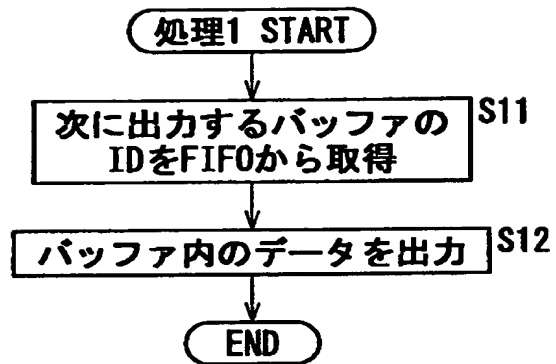 処理1 START
次に出力するバッファの
IDをFIFOから取得
S11
バッファ内のデータを出力
S12
END